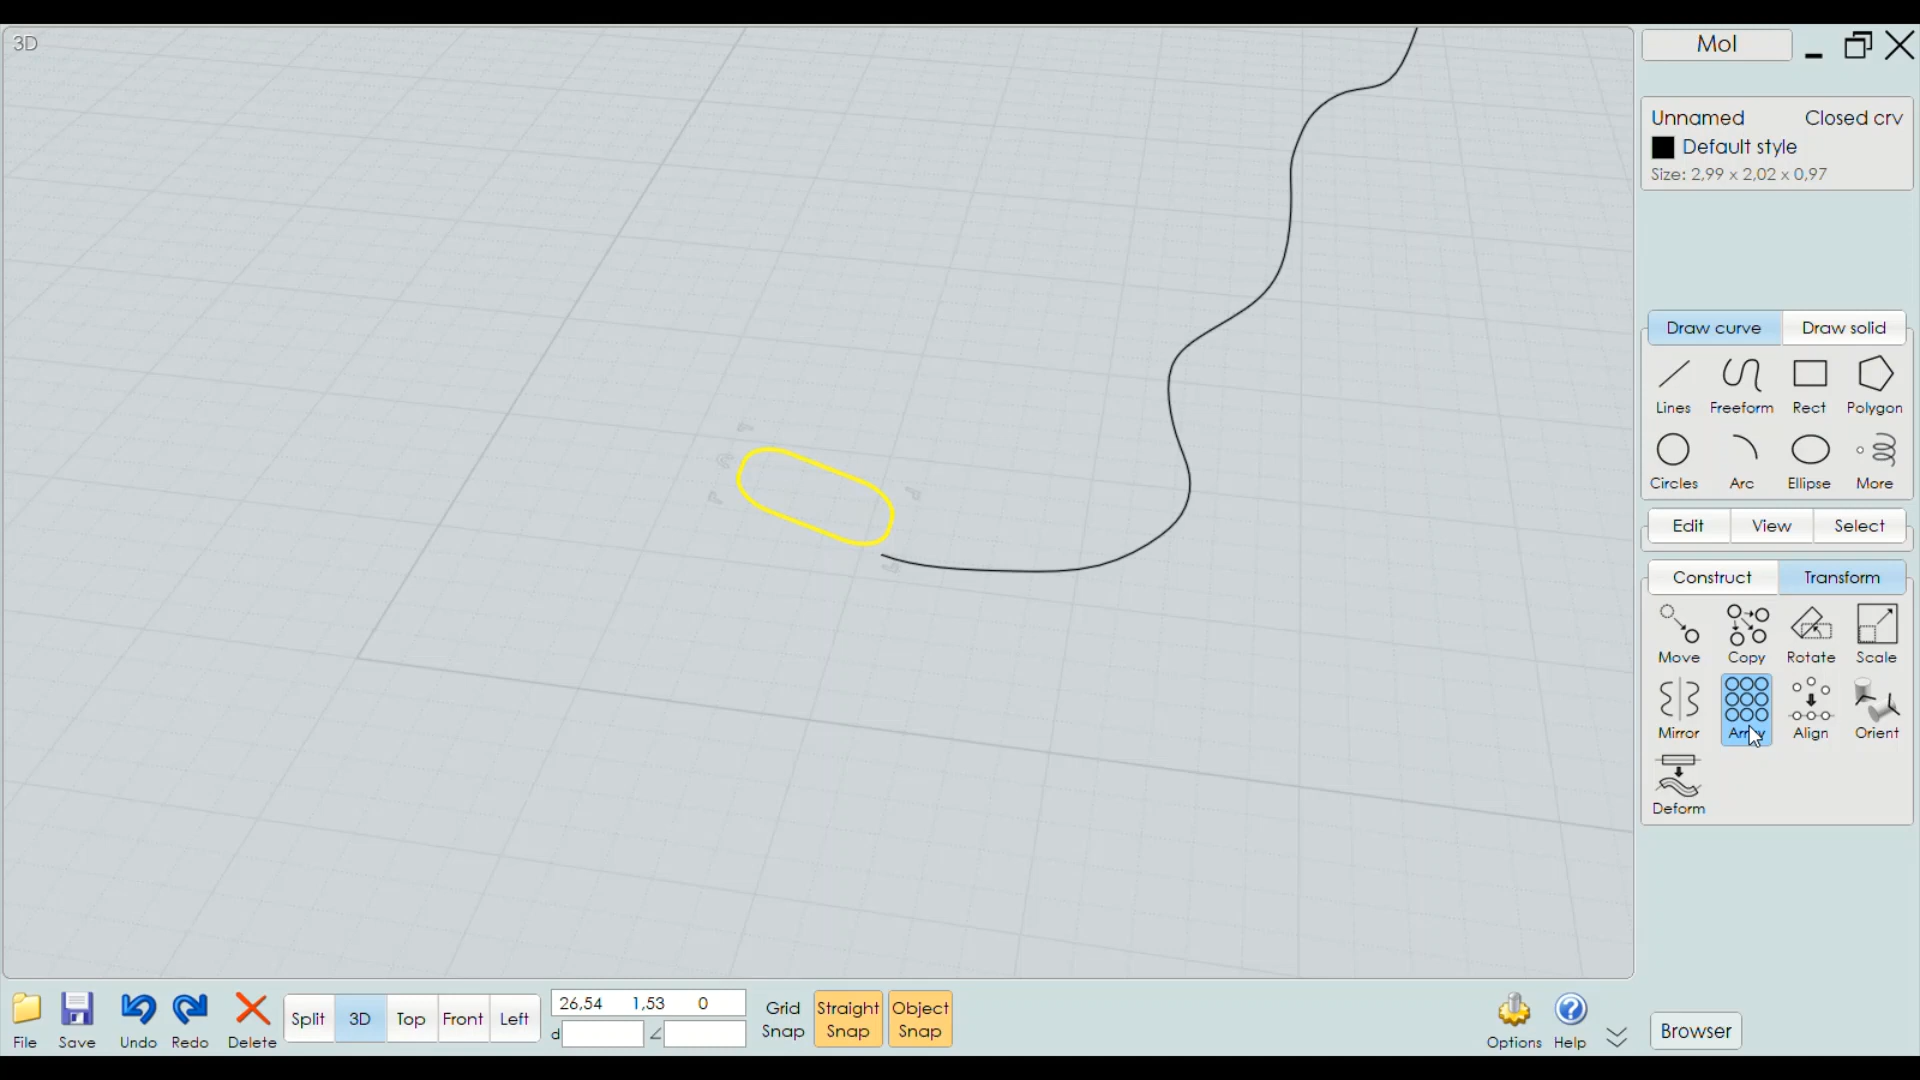 3D
MoI
Unnamed Closed crv
Default style
Size: 2,99 x 2,02 x 0,97
Draw curve Draw solid
Lines Freeform Rect Polygon
Circles Arc Ellipse More
Edit View Select
Construct Transform
Move Copy Rotate Scale
Mirror Array Align Orient
Deform
File Save Undo Redo Delete
Split 3D Top Front Left
26,54 1,53 0
d
Grid Snap
Straight Snap
Object Snap
Options Help
Browser